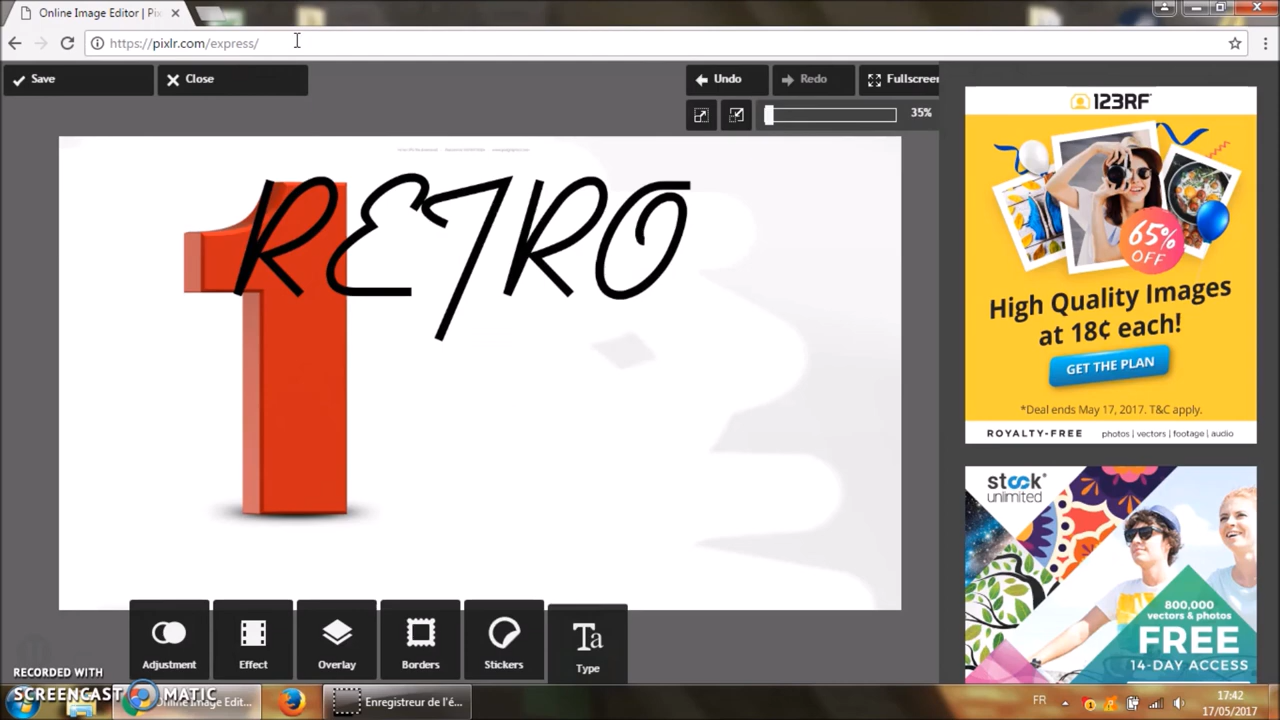 Online Image Editor | Pix
https://pixlr.com/express/
Save
Close
Undo
Redo
Fullscreen
35%
1
RETRO
Adjustment
Effect
Overlay
Borders
Stickers
Ta
Type
123RF
65%
OFF
High Quality Images
at 18¢ each!
GET THE PLAN
*Deal ends May 17, 2017. T&C apply.
ROYALTY-FREE photos | vectors | footage | audio
stock
unlimited
800,000
vectors & photos
FREE
14-DAY ACCESS
RECORDED WITH
SCREENCAST MATIC
Online Image Edit...
Enregistreur de l'é...
FR
17:42
17/05/2017